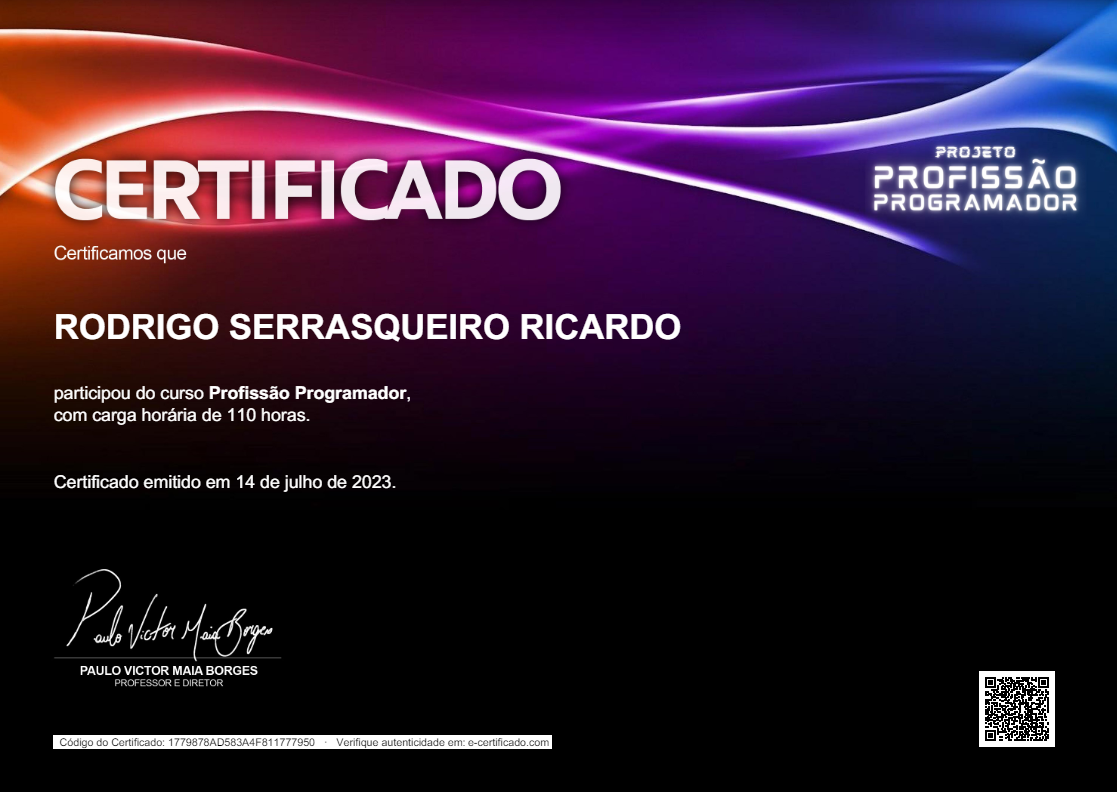 PROJETO
PROFISSÃO
PROGRAMADOR
CERTIFICADO
Certificamos que
RODRIGO SERRASQUEIRO RICARDO
participou do curso Profissão Programador,
com carga horária de 110 horas.
Certificado emitido em 14 de julho de 2023.
Paulo Victor Maia Borges
PAULO VICTOR MAIA BORGES
PROFESSOR E DIRETOR
Código do Certificado: 1779878AD583A4F811777950 · Verifique autenticidade em: e-certificado.com